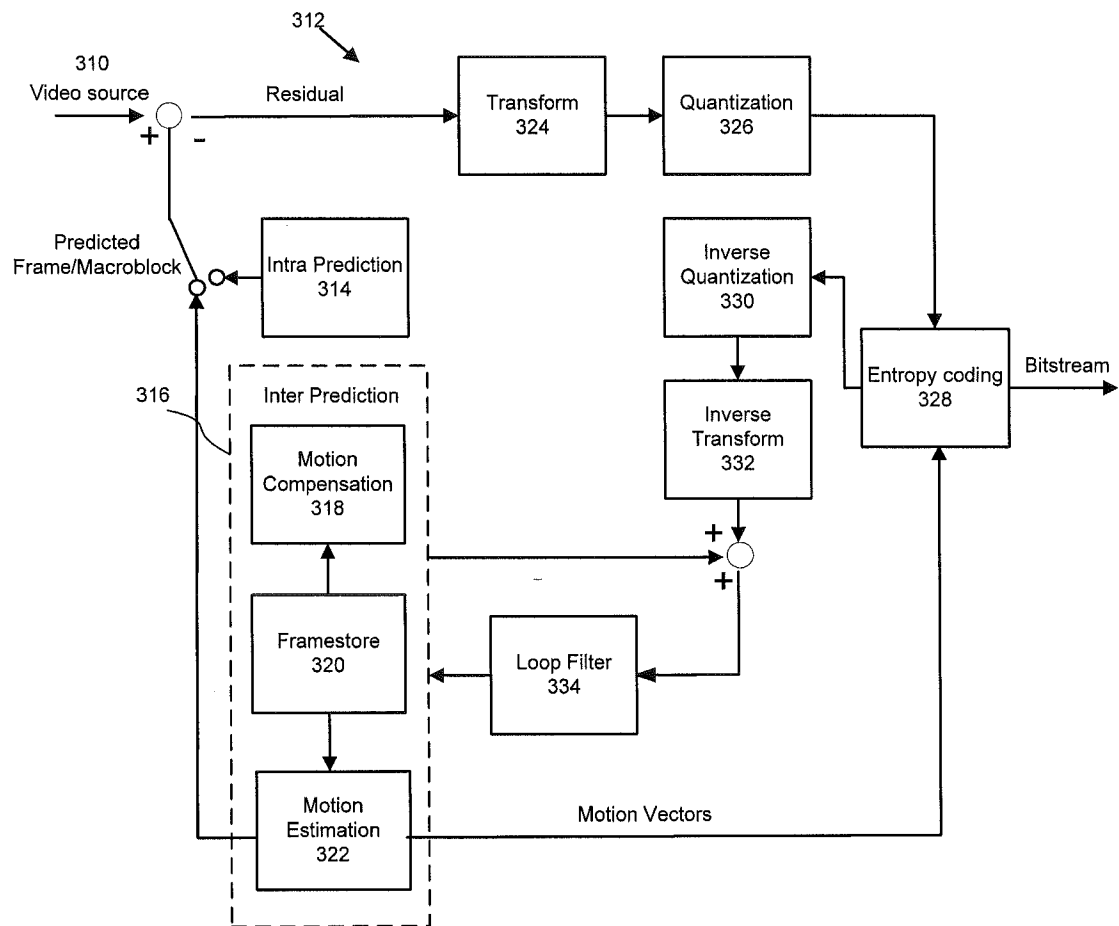 312
310
Video source
+
-
Residual
Transform
324
Quantization
326
Predicted
Frame/Macroblock
Intra Prediction
314
Inverse
Quantization
330
Entropy coding
328
Bitstream
316
Inter Prediction
Motion
Compensation
318
Inverse
Transform
332
+
+
Framestore
320
Loop Filter
334
Motion
Estimation
322
Motion Vectors